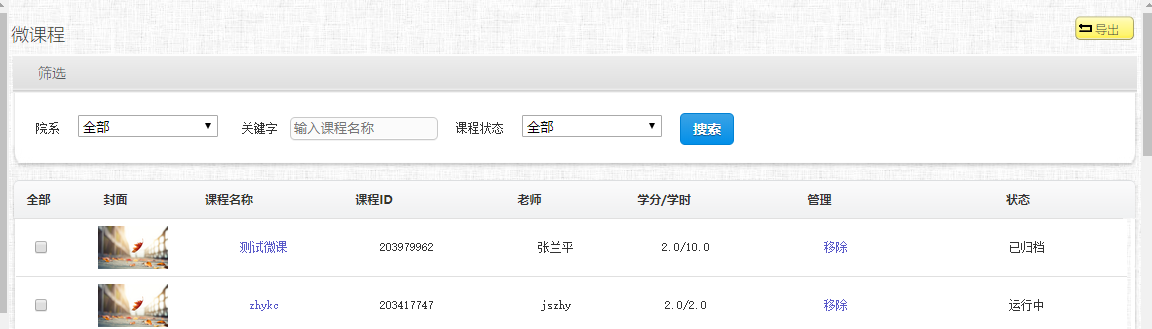 微课程
导出
筛选
院系 全部 关键字 输入课程名称 课程状态 全部 搜索
全部 封面 课程名称 课程ID 老师 学分/学时 管理 状态
测试微课 203979962 张兰平 2.0/10.0 移除 已归档
zhykc 203417747 jszhy 2.0/2.0 移除 运行中